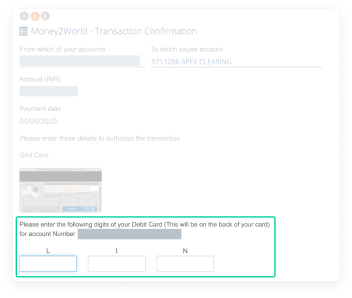 Money2World - Transaction Confirmation
From which of your accounts
To which payee account
3713286 APEX CLEARING
Amount (INR)
Payment date
04/09/2020
Please enter these details to authorize the transaction
Grid Card
Please enter the following digits of your Debit Card (This will be on the back of your card)
for account Number
L I N